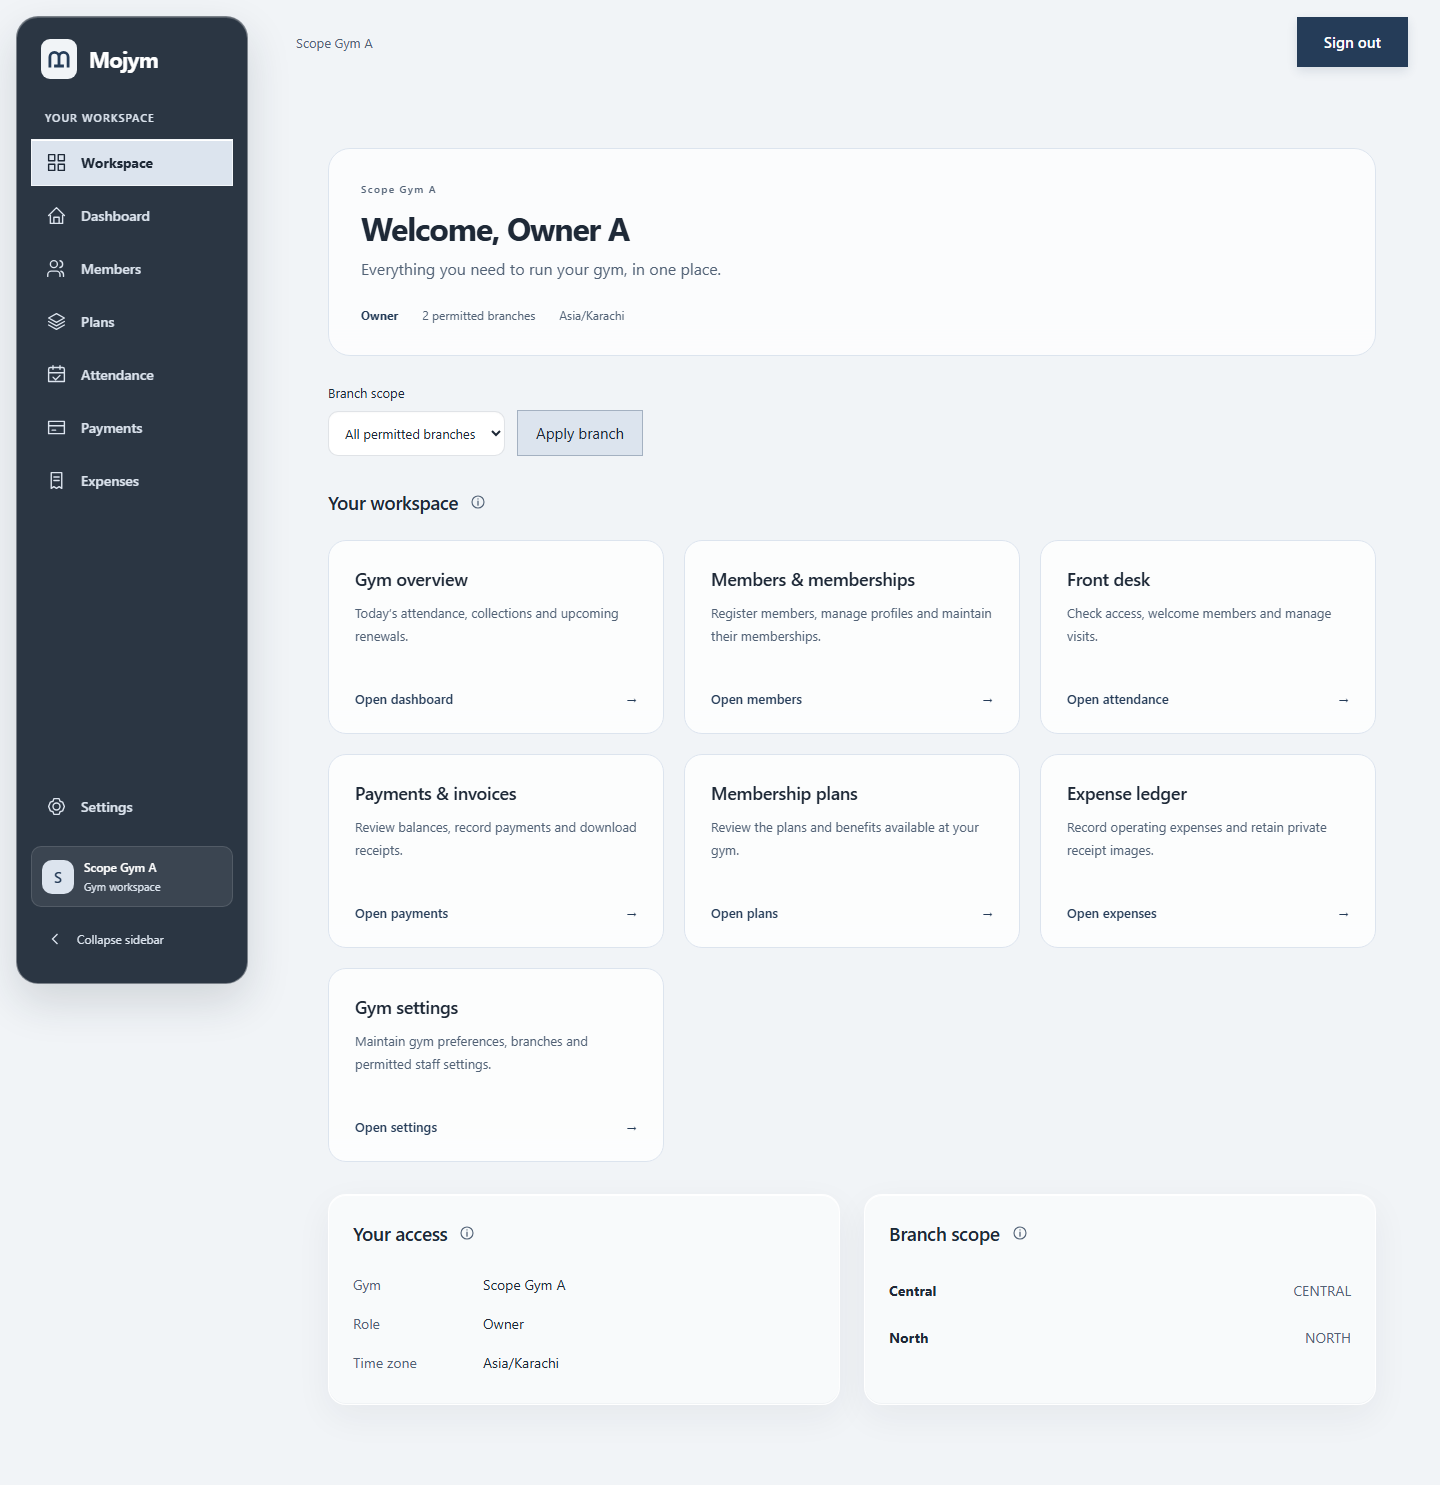 Mojym
YOUR WORKSPACE
Workspace
Dashboard
Members
Plans
Attendance
Payments
Expenses
Settings
S
Scope Gym A
Gym workspace
Collapse sidebar
Scope Gym A
Sign out
Scope Gym A
Welcome, Owner A
Everything you need to run your gym, in one place.
Owner 2 permitted branches Asia/Karachi
Branch scope
All permitted branches
Apply branch
Your workspace
Gym overview
Today's attendance, collections and upcoming
renewals.
Open dashboard →
Members & memberships
Register members, manage profiles and maintain
their memberships.
Open members →
Front desk
Check access, welcome members and manage
visits.
Open attendance →
Payments & invoices
Review balances, record payments and download
receipts.
Open payments →
Membership plans
Review the plans and benefits available at your
gym.
Open plans →
Expense ledger
Record operating expenses and retain private
receipt images.
Open expenses →
Gym settings
Maintain gym preferences, branches and
permitted staff settings.
Open settings →
Your access
Gym Scope Gym A
Role Owner
Time zone Asia/Karachi
Branch scope
Central CENTRAL
North NORTH